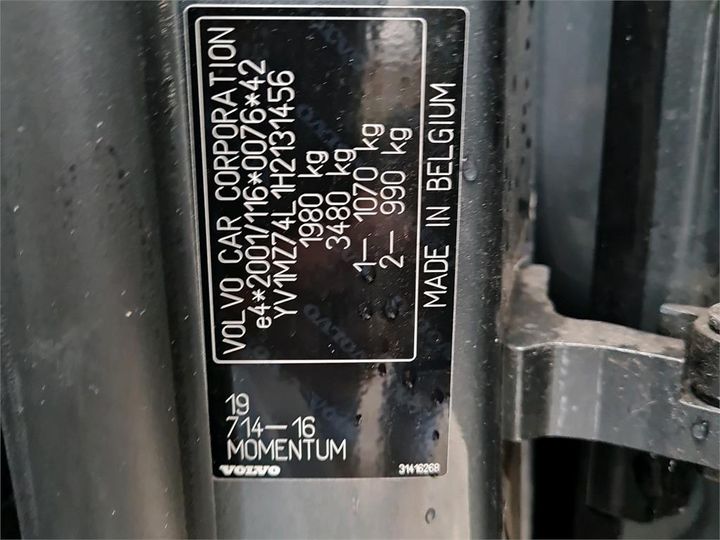 VOLVO CAR CORPORATION
e4*2001/116*0076*42
YV1MZ74L1H2131456
1980 kg
3480 kg
1— 1070 kg
2— 990 kg
MADE IN BELGIUM
19
714—16
MOMENTUM
VOLVO
31416268